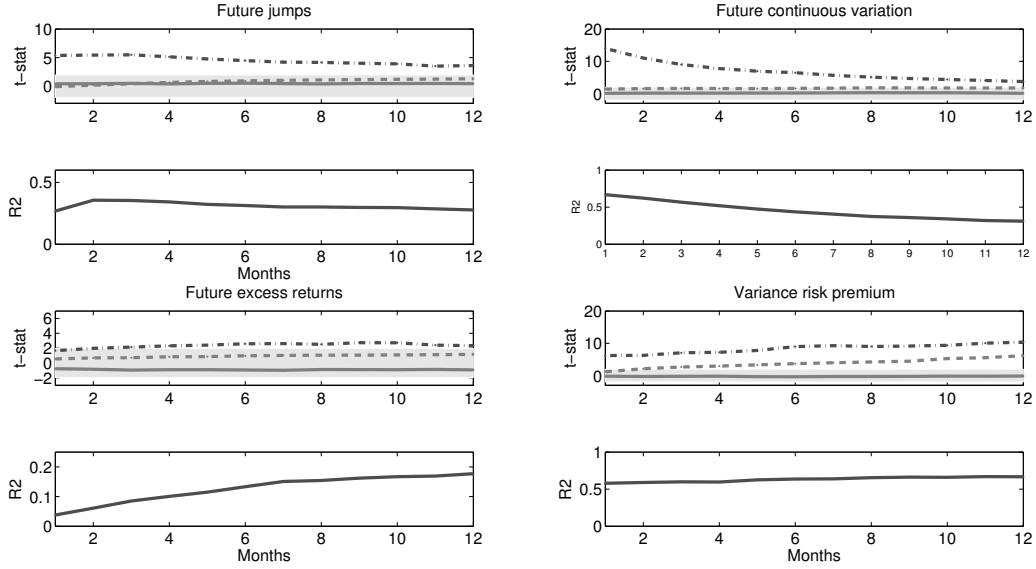 Future jumps
t−stat
10
5
0
2 4 6 8 10 12
R2
0.5
0
2 4 6 8 10 12
Months
Future continuous variation
t−stat
20
10
0
2 4 6 8 10 12
R2
1
0.5
0
1 2 3 4 5 6 7 8 9 10 11 12
Future excess returns
t−stat
6
4
2
0
−2
2 4 6 8 10 12
R2
0.2
0.1
0
2 4 6 8 10 12
Months
Variance risk premium
t−stat
20
10
0
2 4 6 8 10 12
R2
1
0.5
0
2 4 6 8 10 12
Months